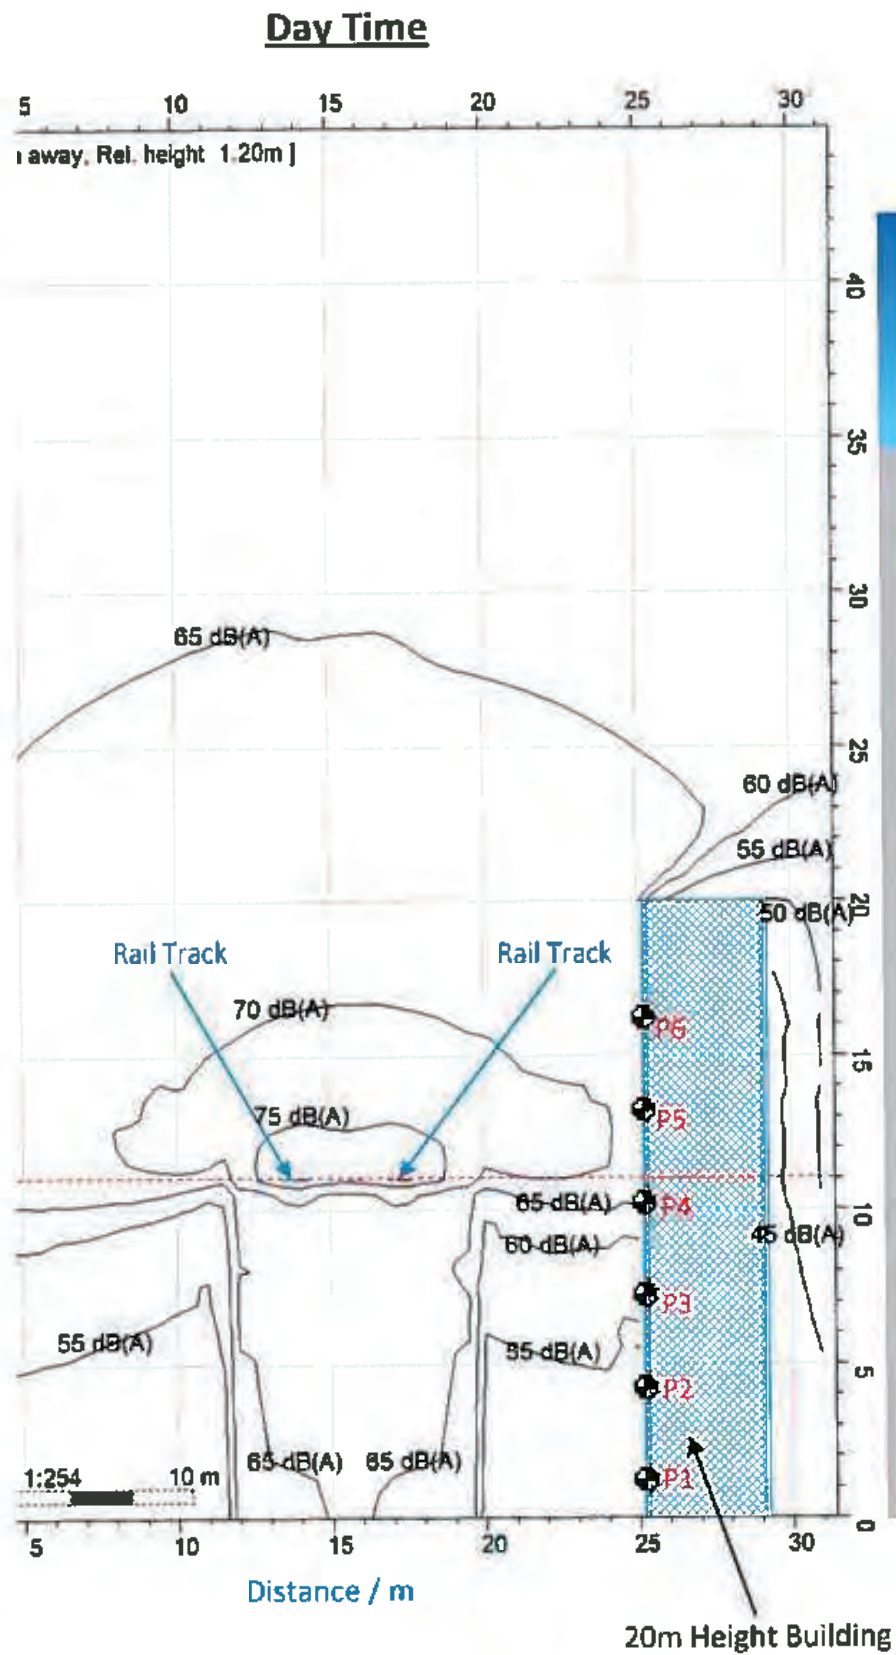 Day Time
5 10 15 20 25 30
away, Rel. height 1.20m ]
40
35
30
65 dB(A)
25
60 dB(A)
55 dB(A)
20
50 dB(A)
Rail Track Rail Track
70 dB(A)
P6
15
75 dB(A)
P5
65 dB(A)
P4
10
60 dB(A)
45 dB(A)
P3
55 dB(A)
55 dB(A)
5
P2
65 dB(A) 65 dB(A)
1:254 10 m
P1
0
5 10 15 20 25 30
Distance / m
20m Height Building